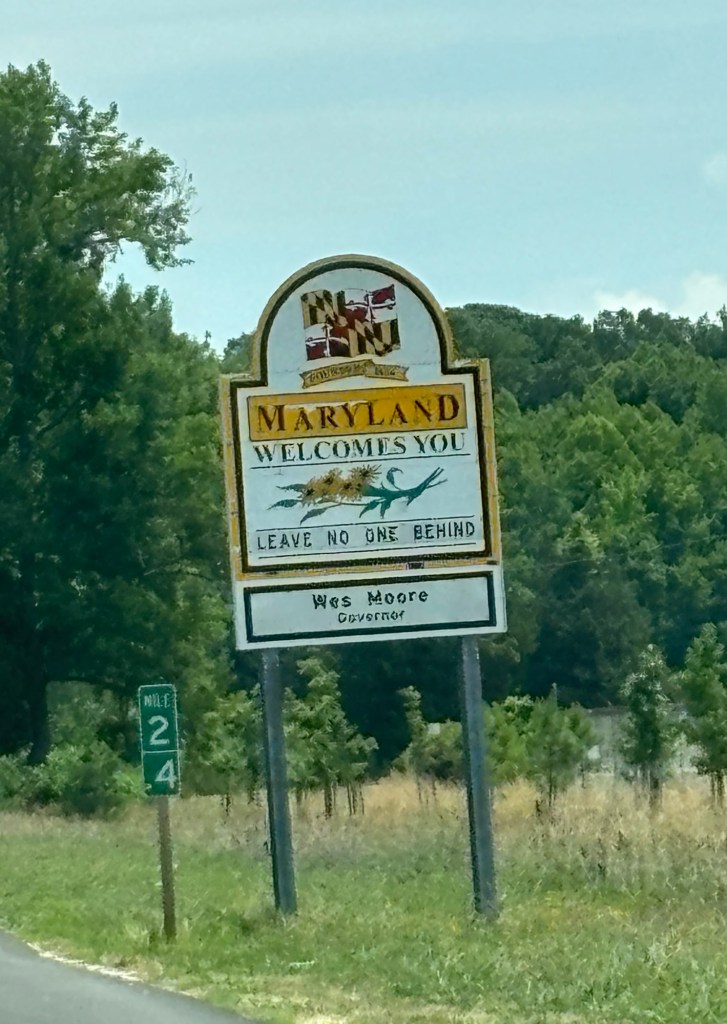 MARYLAND
WELCOMES YOU
LEAVE NO ONE BEHIND
Wes Moore
Governor
MILE
2
4